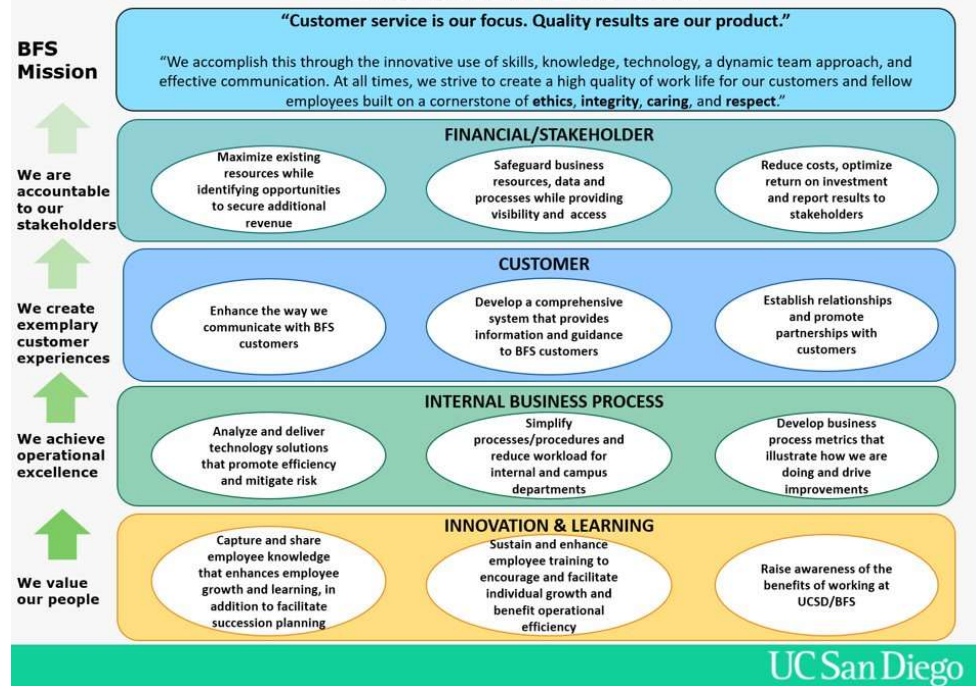 “Customer service is our focus. Quality results are our product.”
“We accomplish this through the innovative use of skills, knowledge, technology, a dynamic team approach, and
effective communication. At all times, we strive to create a high quality of work life for our customers and fellow
employees built on a cornerstone of ethics, integrity, caring, and respect.”
BFS
Mission
FINANCIAL/STAKEHOLDER
We are
accountable
to our
stakeholders
Maximize existing
resources while
identifying opportunities
to secure additional
revenue
Safeguard business
resources, data and
processes while providing
visibility and access
Reduce costs, optimize
return on investment
and report results to
stakeholders
CUSTOMER
We create
exemplary
customer
experiences
Enhance the way we
communicate with BFS
customers
Develop a comprehensive
system that provides
information and guidance
to BFS customers
Establish relationships
and promote
partnerships with
customers
INTERNAL BUSINESS PROCESS
We achieve
operational
excellence
Analyze and deliver
technology solutions
that promote efficiency
and mitigate risk
Simplify
processes/procedures and
reduce workload for
internal and campus
departments
Develop business
process metrics that
illustrate how we are
doing and drive
improvements
INNOVATION & LEARNING
We value
our people
Capture and share
employee knowledge
that enhances employee
growth and learning, in
addition to facilitate
succession planning
Sustain and enhance
employee training to
encourage and facilitate
individual growth and
benefit operational
efficiency
Raise awareness of the
benefits of working at
UCSD/BFS
UC San Diego